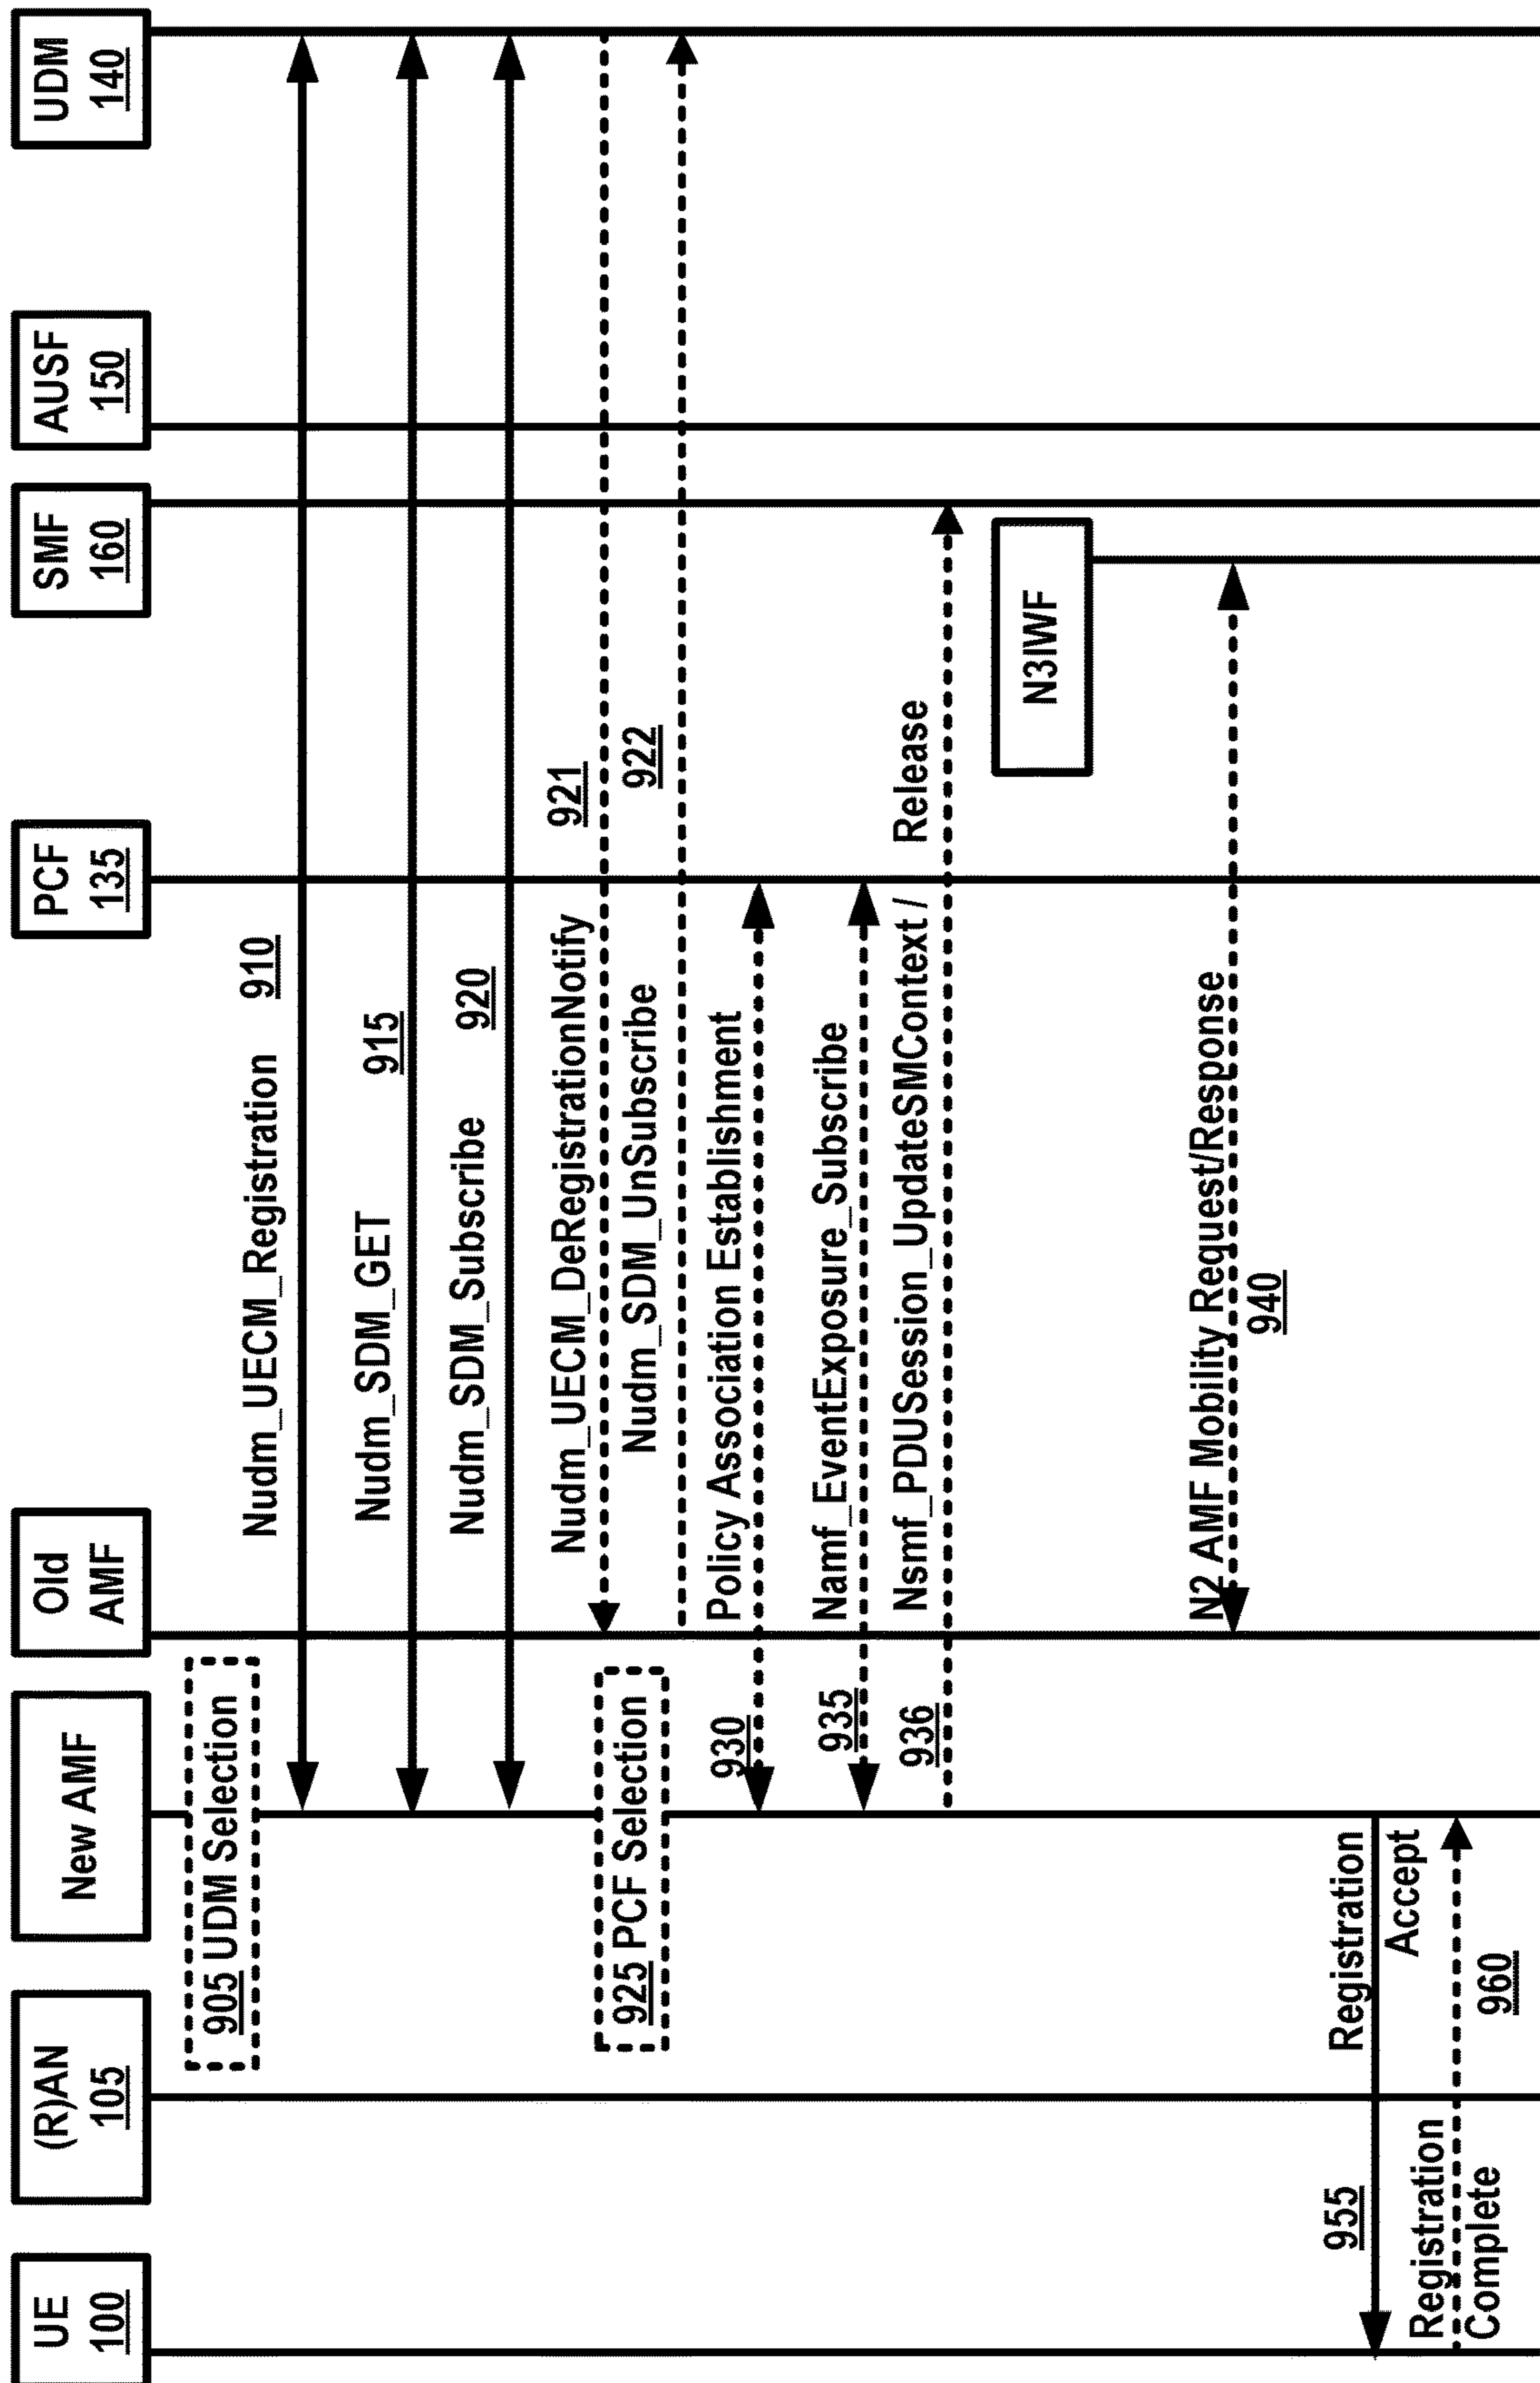 UE
100
(R)AN
105
New AMF
Old
AMF
PCF
135
SMF
160
AUSF
150
UDM
140
905 UDM Selection
Nudm_UECM_Registration 910
Nudm_SDM_GET 915
Nudm_SDM_Subscribe 920
Nudm_UECM_DeRegistrationNotify 921
925 PCF Selection
Nudm_SDM_UnSubscribe 922
Policy Association Establishment
930
Namf_EventExposure_Subscribe
935
Nsmf_PDUSession_UpdateSMContext / Release
936
N3IWF
N2 AMF Mobility Request/Response
940
Registration
Accept
955
Registration
Complete
960